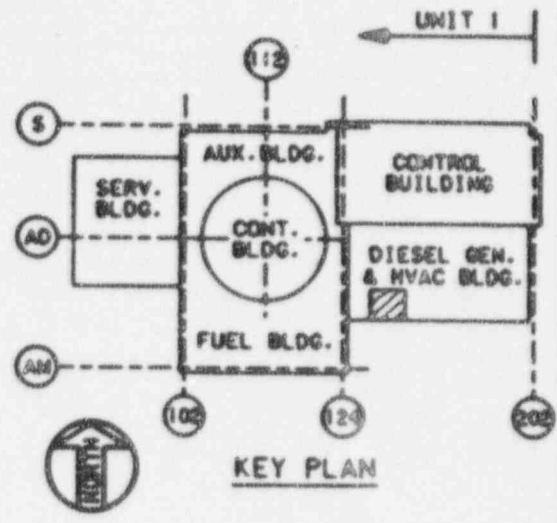 UNIT 1
112
S
AUX. BLDG.
CONTROL
BUILDING
SERV.
BLDG.
AD
CONT.
BLDG.
DIESEL GEN.
& HVAC BLDG.
FUEL BLDG.
AM
102
124
202
NORTH
KEY PLAN